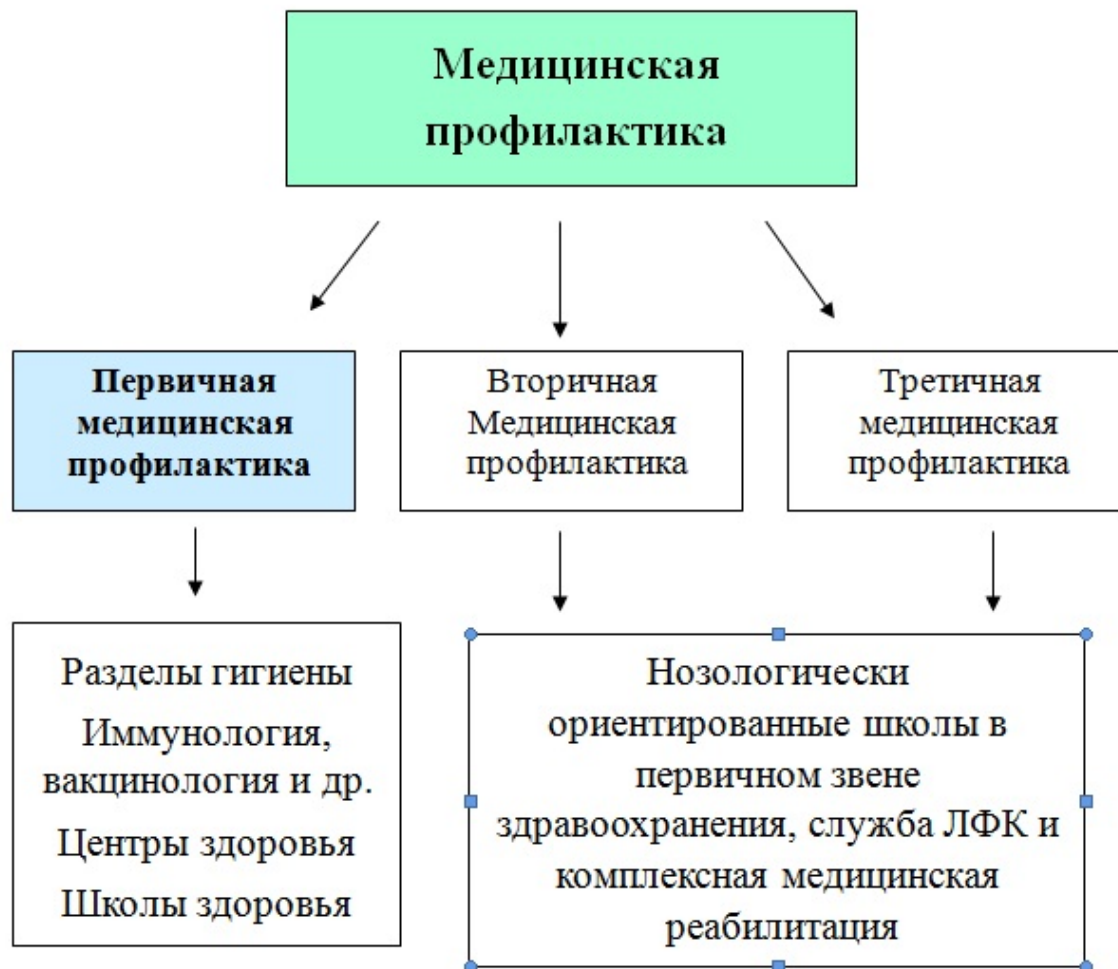 Медицинская
профилактика
Первичная
медицинская
профилактика
Вторичная
Медицинская
профилактика
Третичная
медицинская
профилактика
Разделы гигиены
Иммунология,
вакцинология и др.
Центры здоровья
Школы здоровья
Нозологически
ориентированные школы в
первичном звене
здравоохранения, служба ЛФК и
комплексная медицинская
реабилитация